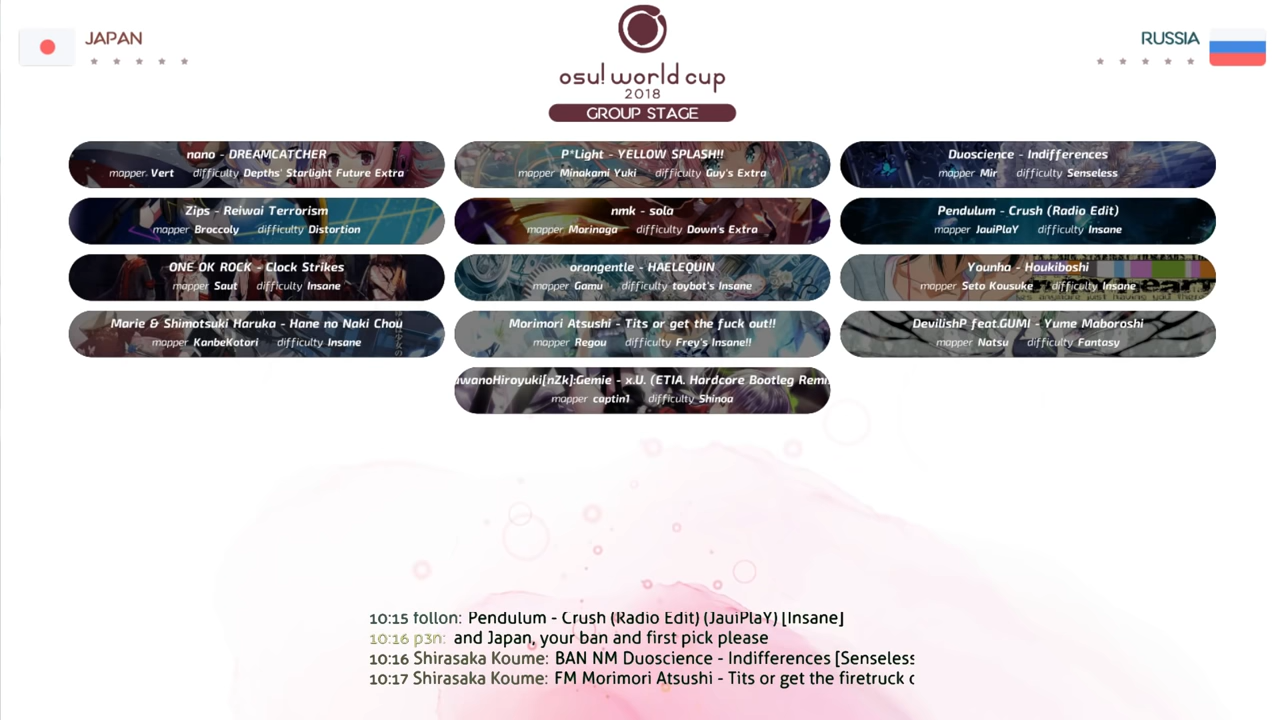 JAPAN
RUSSIA
osu! world cup
2018
GROUP STAGE
nano - DREAMCATCHER
mapper Vert difficulty Depths' Starlight Future Extra
P*Light - YELLOW SPLASH!!
mapper Minakami Yuki difficulty Guy's Extra
Duoscience - Indifferences
mapper Mir difficulty Senseless
Zips - Reiwai Terrorism
mapper Broccoly difficulty Distortion
nmk - sola
mapper Morinaga difficulty Down's Extra
Pendulum - Crush (Radio Edit)
mapper JauiPlaY difficulty Insane
ONE OK ROCK - Clock Strikes
mapper Saut difficulty Insane
orangentle - HAELEQUIN
mapper Gamu difficulty toybot's Insane
Younha - Houkiboshi
mapper Seto Kousuke difficulty Insane
Marie & Shimotsuki Haruka - Hane no Naki Chou
mapper KanbeKotori difficulty Insane
Morimori Atsushi - Tits or get the fuck out!!
mapper Regou difficulty Frey's Insane!!
DevilishP feat.GUMI - Yume Maboroshi
mapper Natsu difficulty Fantasy
awanoHiroyuki[nZk]:Gemie - x.U. (ETIA. Hardcore Bootleg Remi
mapper captin1 difficulty Shinoa
10:15 follon: Pendulum - Crush (Radio Edit) (JauiPlaY) [Insane]
10:16 p3n: and Japan, your ban and first pick please
10:16 Shirasaka Koume: BAN NM Duoscience - Indifferences [Senseless
10:17 Shirasaka Koume: FM Morimori Atsushi - Tits or get the firetruck o